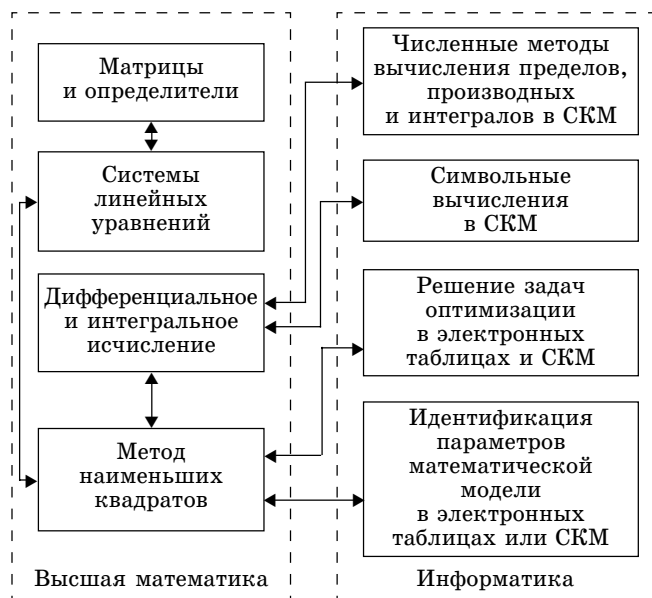 Матрицы
и определители
Системы
линейных
уравнений
Дифференциальное
и интегральное
исчисление
Метод
наименьших
квадратов
Высшая математика
Численные методы
вычисления пределов,
производных
и интегралов в СКМ
Символьные
вычисления
в СКМ
Решение задач
оптимизации
в электронных
таблицах и СКМ
Идентификация
параметров
математической
модели
в электронных
таблицах или СКМ
Информатика